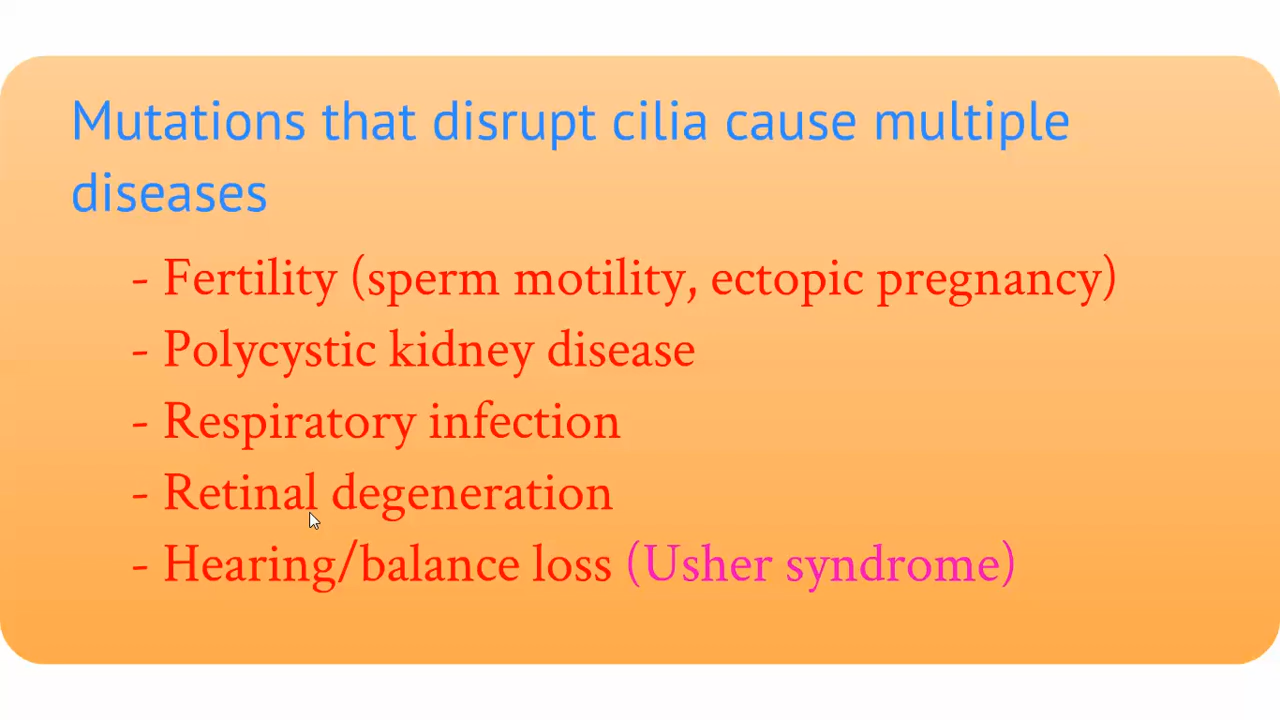 Mutations that disrupt cilia cause multiple
diseases
- Fertility (sperm motility, ectopic pregnancy)
- Polycystic kidney disease
- Respiratory infection
- Retinal degeneration
- Hearing/balance loss (Usher syndrome)